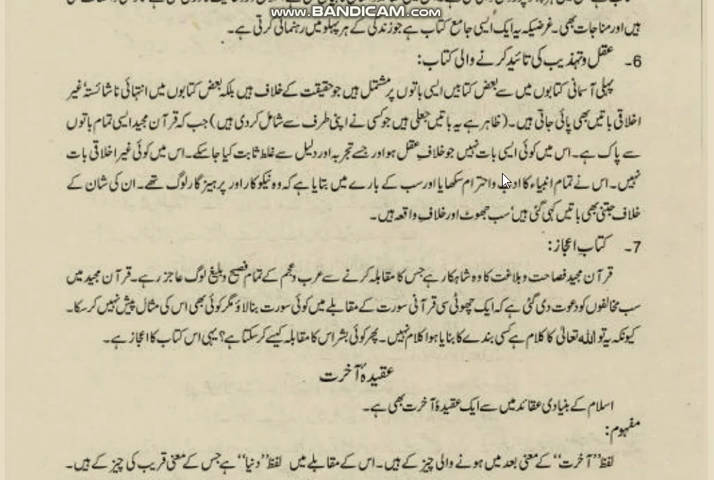 www.BANDICAM.com
ہیں اور مناجات بھی۔ غرضیکہ یہ ایک ایسی جامع کتاب ہے جو زندگی کے ہر پہلو میں رہنمائی کرتی ہے۔
6۔ عقل و تہذیب کی تائید کرنے والی کتاب:
پہلی آسمانی کتابوں میں سے بعض کتابیں ایسی باتوں پر مشتمل ہیں جو حقیقت کے خلاف ہیں بلکہ بعض کتابوں میں انتہائی ناشائستہ، غیر
اخلاقی باتیں بھی پائی جاتی ہیں۔ (ظاہر ہے یہ باتیں جعلی ہیں جو کسی نے اپنی طرف سے شامل کر دی ہیں) جب کہ قرآن مجید ایسی تمام باتوں
سے پاک ہے۔ اس میں کوئی ایسی بات نہیں جو خلافِ عقل ہو اور جسے تجربہ اور دلیل سے غلط ثابت کیا جا سکے۔ اس میں کوئی غیر اخلاقی بات
نہیں۔ اس نے تمام انبیاء کا ادب و احترام سکھایا اور سب کے بارے میں بتایا ہے کہ وہ نیکوکار اور پرہیز گار لوگ تھے۔ ان کی شان کے
خلاف جتنی بھی باتیں کہی گئی ہیں، سب جھوٹ اور خلافِ واقعہ ہیں۔
7۔ کتابِ اعجاز:
قرآن مجید فصاحت و بلاغت کا وہ شاہکار ہے جس کا مقابلہ کرنے سے عرب و عجم کے تمام فصیح و بلیغ لوگ عاجز رہے۔ قرآن مجید میں
سب مخالفوں کو دعوت دی گئی ہے کہ ایک چھوٹی سی قرآنی سورت کے مقابلے میں کوئی سورت بنا لاؤ مگر کوئی بھی اس کی مثال پیش نہیں کر سکا۔
کیونکہ یہ تو اللہ تعالیٰ کا کلام ہے کسی بندے کا بنایا ہوا کلام نہیں۔ پھر کوئی بشر اس کا مقابلہ کیسے کر سکتا ہے؟ یہی اس کتاب کا اعجاز ہے۔
عقیدۂ آخرت
اسلام کے بنیادی عقائد میں سے ایک عقیدۂ آخرت بھی ہے۔
مفہوم:
لفظ ’’آخرت‘‘ کے معنی بعد میں ہونے والی چیز کے ہیں۔ اس کے مقابلے میں لفظ ’’دنیا‘‘ ہے جس کے معنی قریب کی چیز کے ہیں۔